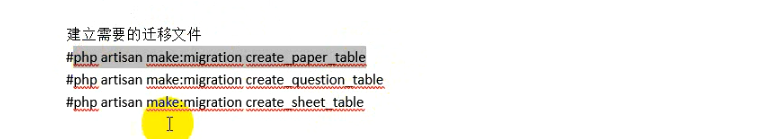 建立需要的迁移文件
#php artisan make:migration create_paper_table
#php artisan make:migration create_question_table
#php artisan make:migration create_sheet_table